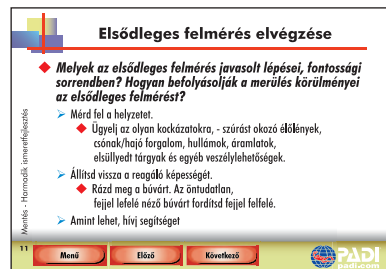 Elsődleges felmérés elvégzése
Melyek az elsődleges felmérés javasolt lépései, fontossági
sorrendben? Hogyan befolyásolják a merülés körülményei
az elsődleges felmérést?
Mérd fel a helyzetet.
Ügyelj az olyan kockázatokra, - szúrást okozó élőlények,
csónak/hajó forgalom, hullámok, áramlatok,
elsüllyedt tárgyak és egyéb veszélylehetőségek.
Állítsd vissza a reagáló képességét.
Rázd meg a búvárt. Az öntudatlan,
fejjel lefelé néző búvárt fordítsd fejjel felfelé.
Amint lehet, hívj segítséget
Mentés - Harmadik ismeretfejlesztés
11
Menű
Előző
Következő
PADI
padi.com